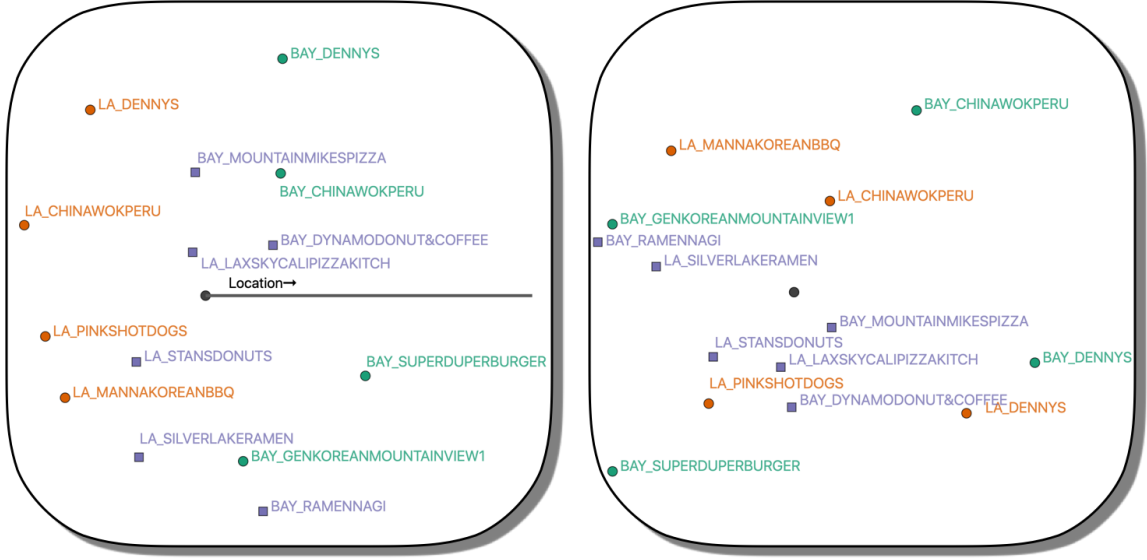 BAY_DENNYS
LA_DENNYS
BAY_MOUNTAINMIKESPIZZA
BAY_CHINAWOKPERU
LA_CHINAWOKPERU
BAY_DYNAMODONUT&COFFEE
LA_LAXSKYCALIPIZZAKITCH
Location→
LA_PINKSHOTDOGS
LA_STANSDONUTS
BAY_SUPERDUPERBURGER
LA_MANNAKOREANBBQ
LA_SILVERLAKERAMEN
BAY_GENKOREANMOUNTAINVIEW1
BAY_RAMENNAGI
BAY_CHINAWOKPERU
LA_MANNAKOREANBBQ
LA_CHINAWOKPERU
BAY_GENKOREANMOUNTAINVIEW1
BAY_RAMENNAGI
LA_SILVERLAKERAMEN
BAY_MOUNTAINMIKESPIZZA
LA_STANSDONUTS
LA_LAXSKYCALIPIZZAKITCH
BAY_DENNYS
LA_PINKSHOTDOGS
BAY_DYNAMODONUT&COFFEE
LA_DENNYS
BAY_SUPERDUPERBURGER